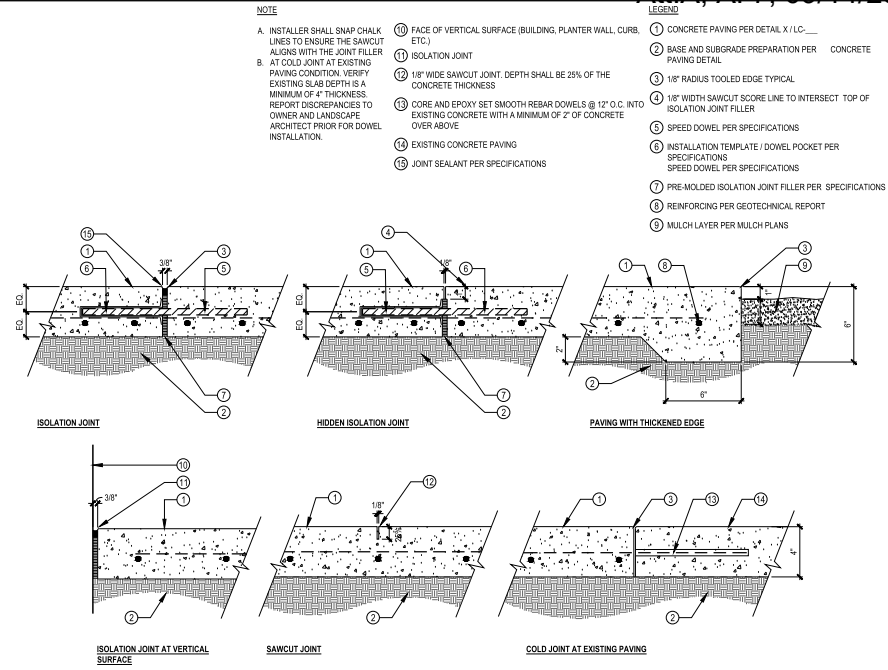 NOTE
A. INSTALLER SHALL SNAP CHALK
LINES TO ENSURE THE SAWCUT
ALIGNS WITH THE JOINT FILLER
B. AT COLD JOINT AT EXISTING
PAVING CONDITION. VERIFY
EXISTING SLAB DEPTH IS A
MINIMUM OF 4" THICKNESS.
REPORT DISCREPANCIES TO
OWNER AND LANDSCAPE
ARCHITECT PRIOR FOR DOWEL
INSTALLATION.
10 FACE OF VERTICAL SURFACE (BUILDING, PLANTER WALL, CURB,
ETC.)
11 ISOLATION JOINT
12 1/8" WIDE SAWCUT JOINT. DEPTH SHALL BE 25% OF THE
CONCRETE THICKNESS
13 CORE AND EPOXY SET SMOOTH REBAR DOWELS @ 12" O.C. INTO
EXISTING CONCRETE WITH A MINIMUM OF 2" OF CONCRETE
OVER ABOVE
14 EXISTING CONCRETE PAVING
15 JOINT SEALANT PER SPECIFICATIONS
LEGEND
1 CONCRETE PAVING PER DETAIL X / LC-___
2 BASE AND SUBGRADE PREPARATION PER CONCRETE
PAVING DETAIL
3 1/8" RADIUS TOOLED EDGE TYPICAL
4 1/8" WIDTH SAWCUT SCORE LINE TO INTERSECT TOP OF
ISOLATION JOINT FILLER
5 SPEED DOWEL PER SPECIFICATIONS
6 INSTALLATION TEMPLATE / DOWEL POCKET PER
SPECIFICATIONS
SPEED DOWEL PER SPECIFICATIONS
7 PRE-MOLDED ISOLATION JOINT FILLER PER SPECIFICATIONS
8 REINFORCING PER GEOTECHNICAL REPORT
9 MULCH LAYER PER MULCH PLANS
15
1
6
3/8"
3
5
EQ.
EQ.
7
2
ISOLATION JOINT
4
1
5
1/8"
6
EQ.
EQ.
7
2
HIDDEN ISOLATION JOINT
1
8
3
9
1"
6"
2"
2
6"
PAVING WITH THICKENED EDGE
10
11
3/8"
1
2
ISOLATION JOINT AT VERTICAL
SURFACE
1
1/8"
12
25%
2
SAWCUT JOINT
1
3
13
14
4"
2
COLD JOINT AT EXISTING PAVING